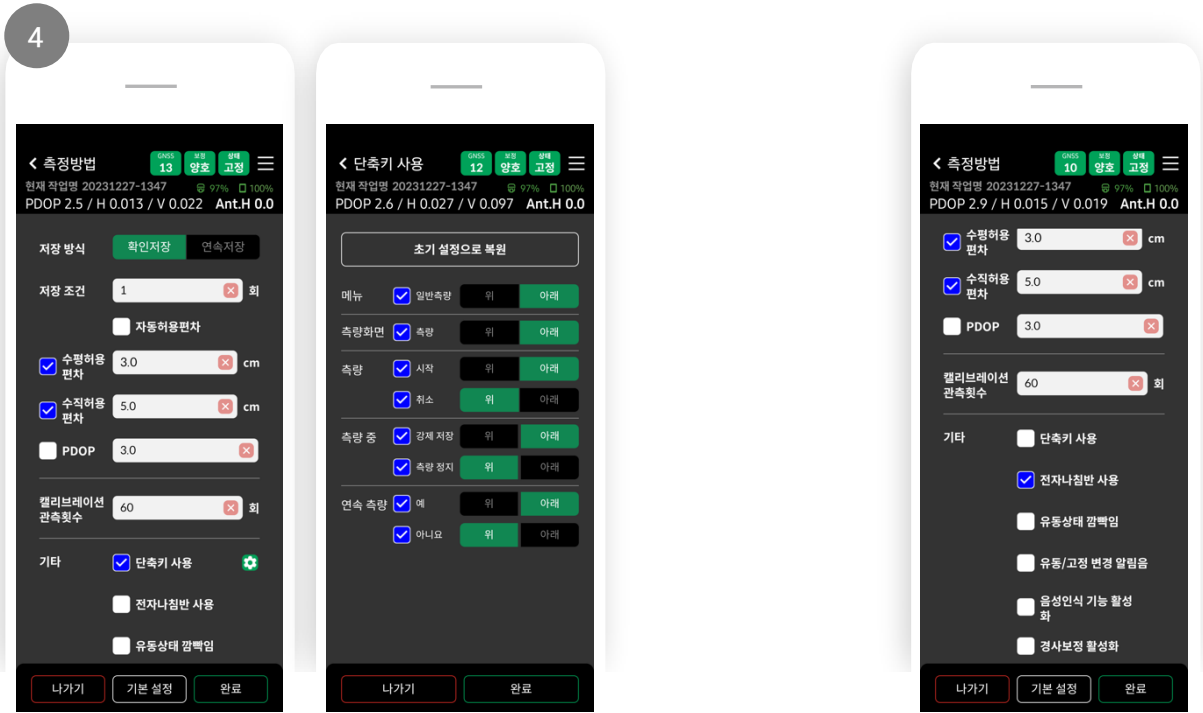 4
측정방법
GNSS 13
보정 양호
상태 고정
현재 작업명 20231227-1347 97% 100%
PDOP 2.5 / H 0.013 / V 0.022 Ant.H 0.0
저장 방식 확인저장 연속저장
저장 조건 1 회
자동허용편차
수평허용
편차 3.0 cm
수직허용
편차 5.0 cm
PDOP 3.0
캘리브레이션
관측횟수 60 회
기타 단축키 사용
전자나침반 사용
유동상태 깜빡임
나가기 기본 설정 완료
단축키 사용
GNSS 12
보정 양호
상태 고정
현재 작업명 20231227-1347 97% 100%
PDOP 2.6 / H 0.027 / V 0.097 Ant.H 0.0
초기 설정으로 복원
메뉴 일반측량 위 아래
측량화면 측량 위 아래
측량 시작 위 아래
취소 위 아래
측량 중 강제 저장 위 아래
측량 정지 위 아래
연속 측량 예 위 아래
아니요 위 아래
나가기 완료
측정방법
GNSS 10
보정 양호
상태 고정
현재 작업명 20231227-1347 97% 100%
PDOP 2.9 / H 0.015 / V 0.019 Ant.H 0.0
수평허용
편차 3.0 cm
수직허용
편차 5.0 cm
PDOP 3.0
캘리브레이션
관측횟수 60 회
기타 단축키 사용
전자나침반 사용
유동상태 깜빡임
유동/고정 변경 알림음
음성인식 기능 활성
화
경사보정 활성화
나가기 기본 설정 완료